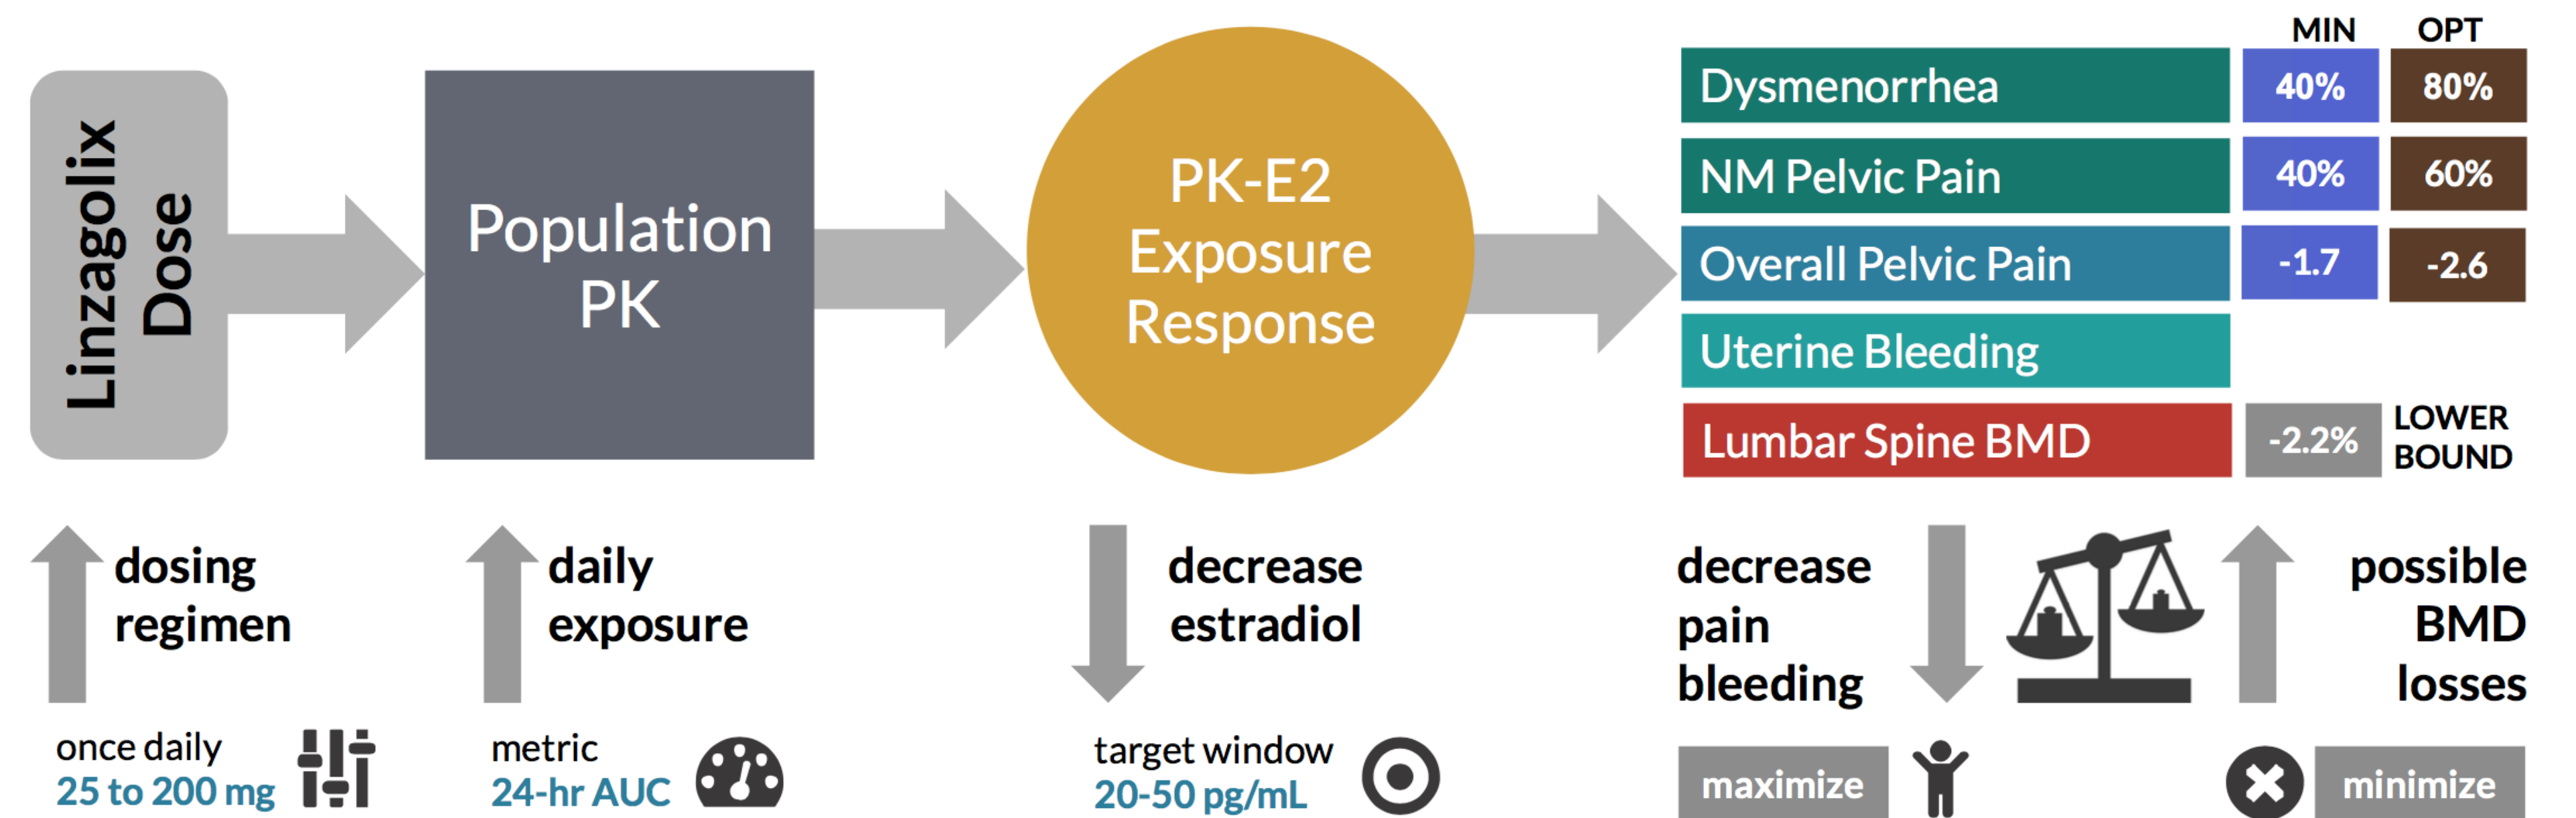 MIN OPT
Linzagolix
Dose
Population
PK
PK-E2
Exposure
Response
Dysmenorrhea 40% 80%
NM Pelvic Pain 40% 60%
Overall Pelvic Pain -1.7 -2.6
Uterine Bleeding
Lumbar Spine BMD -2.2% LOWER
BOUND
dosing
regimen
once daily
25 to 200 mg
daily
exposure
metric
24-hr AUC
decrease
estradiol
target window
20-50 pg/mL
decrease
pain
bleeding
maximize
possible
BMD
losses
minimize